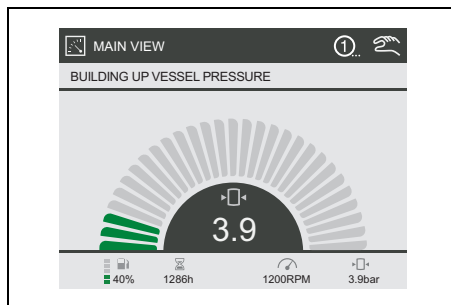 MAIN VIEW
1...
BUILDING UP VESSEL PRESSURE
3.9
40% 1286h 1200RPM 3.9bar